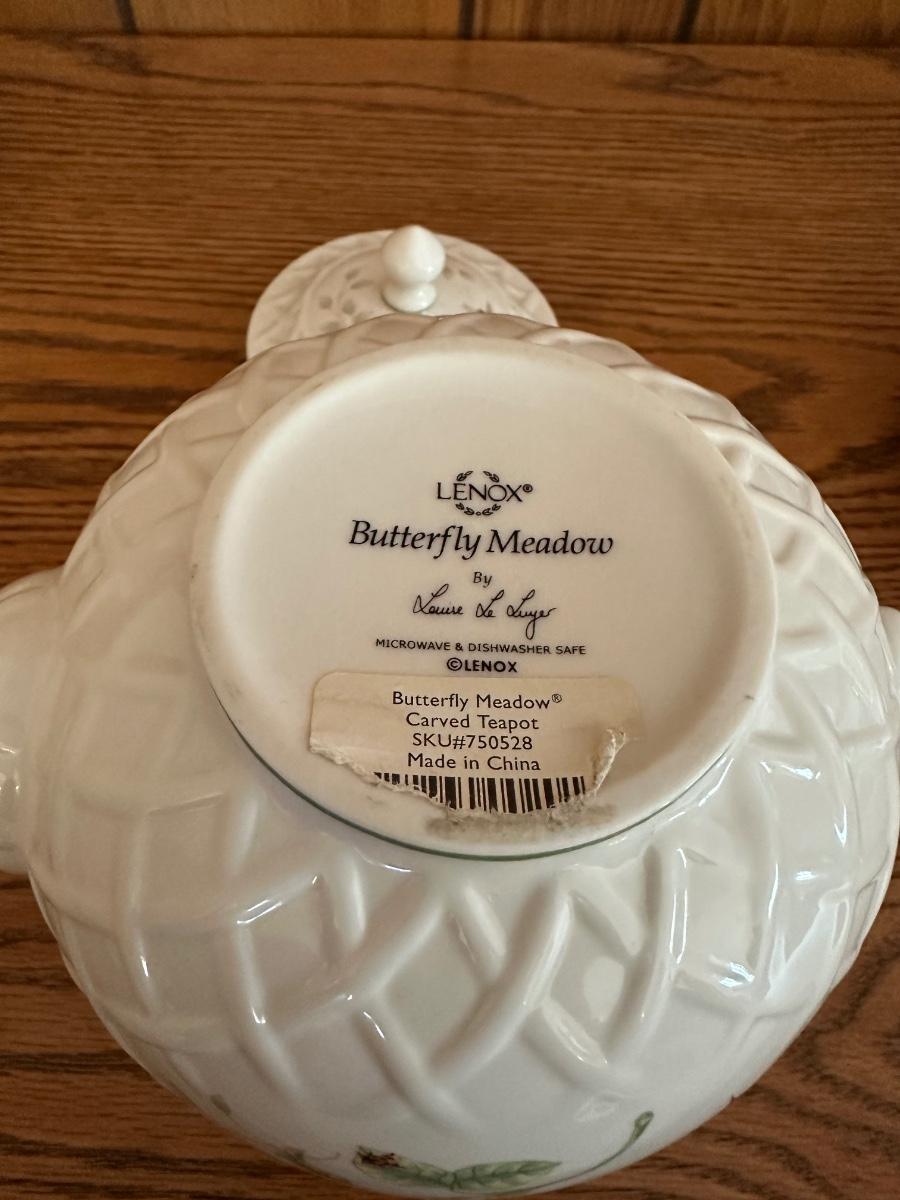 LENOX®
Butterfly Meadow
By
Louise Le Luyer
MICROWAVE & DISHWASHER SAFE
©LENOX
Butterfly Meadow®
Carved Teapot
SKU#750528
Made in China